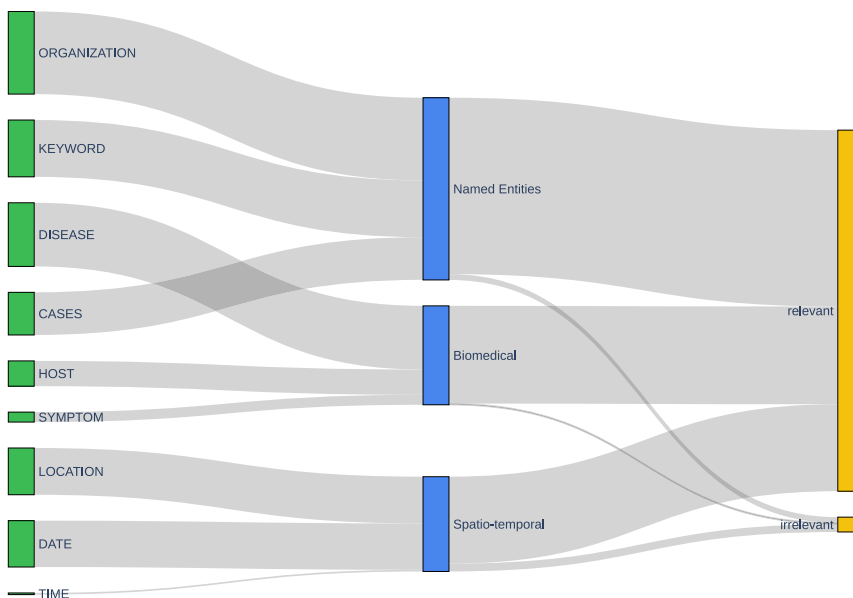 ORGANIZATION
KEYWORD
DISEASE
CASES
HOST
SYMPTOM
LOCATION
DATE
TIME
Named Entities
Biomedical
Spatio-temporal
relevant
irrelevant